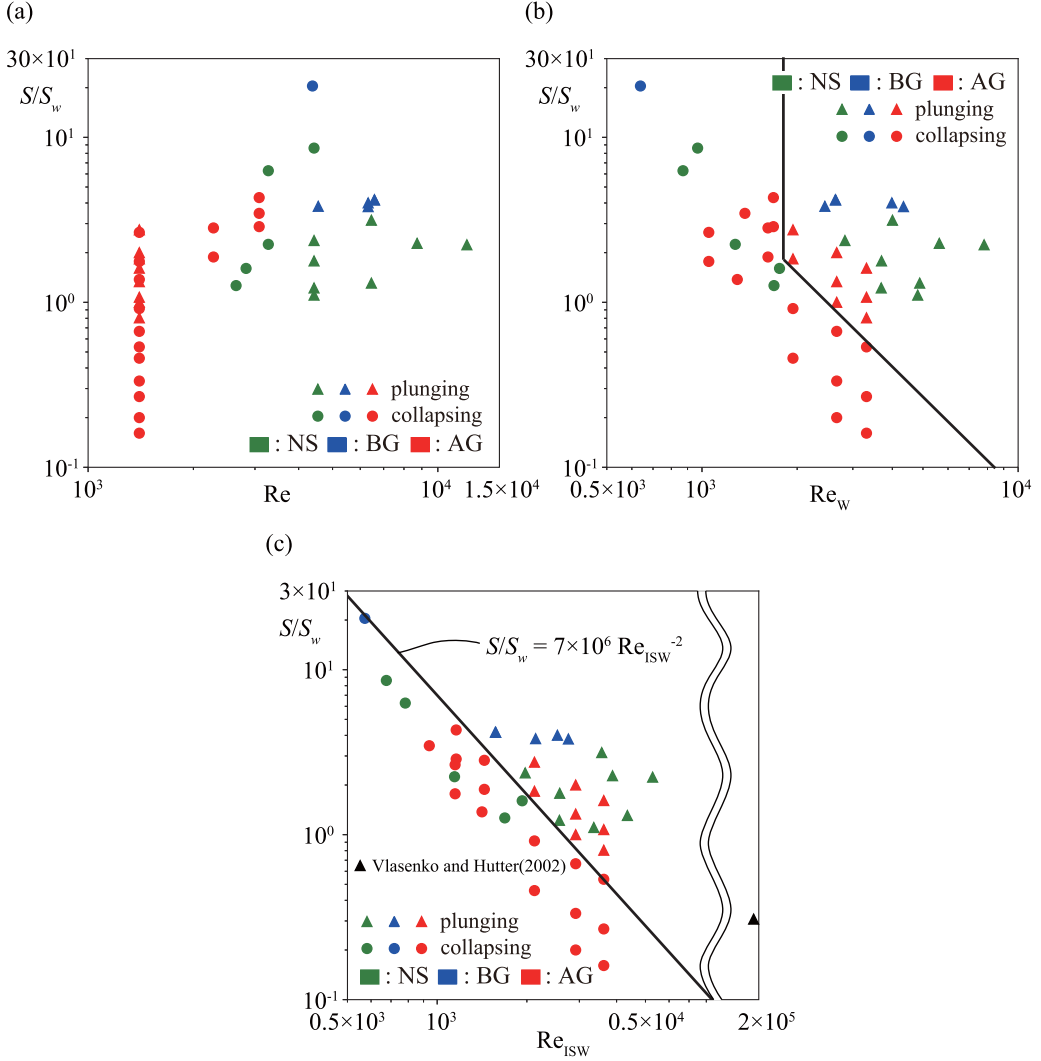 (a)
30×10¹
S/S_w
10¹
10⁰
10⁻¹
plunging
collapsing
: NS : BG : AG
10³ Re 10⁴ 1.5×10⁴
(b)
30×10¹
S/S_w
10¹
10⁰
10⁻¹
: NS : BG : AG
plunging
collapsing
0.5×10³ 10³ Re_W 10⁴
(c)
3×10¹
S/S_w
10¹
10⁰
10⁻¹
S/S_w = 7×10⁶ Re_ISW⁻²
Vlasenko and Hutter(2002)
plunging
collapsing
: NS : BG : AG
0.5×10³ 10³ 0.5×10⁴ 2×10⁵
Re_ISW